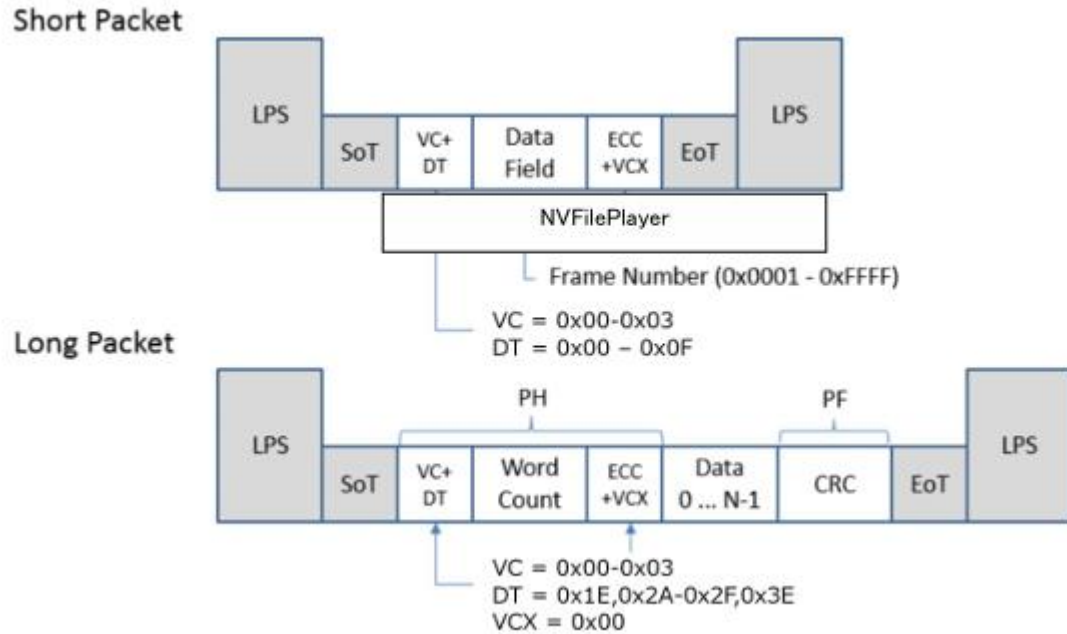 Short Packet
LPS
SoT
VC+
DT
Data
Field
ECC
+VCX
EoT
LPS
NVFilePlayer
Frame Number (0x0001 - 0xFFFF)
VC = 0x00-0x03
DT = 0x00 – 0x0F
Long Packet
PH
PF
LPS
SoT
VC+
DT
Word
Count
ECC
+VCX
Data
0 ... N-1
CRC
EoT
LPS
VC = 0x00-0x03
DT = 0x1E,0x2A-0x2F,0x3E
VCX = 0x00